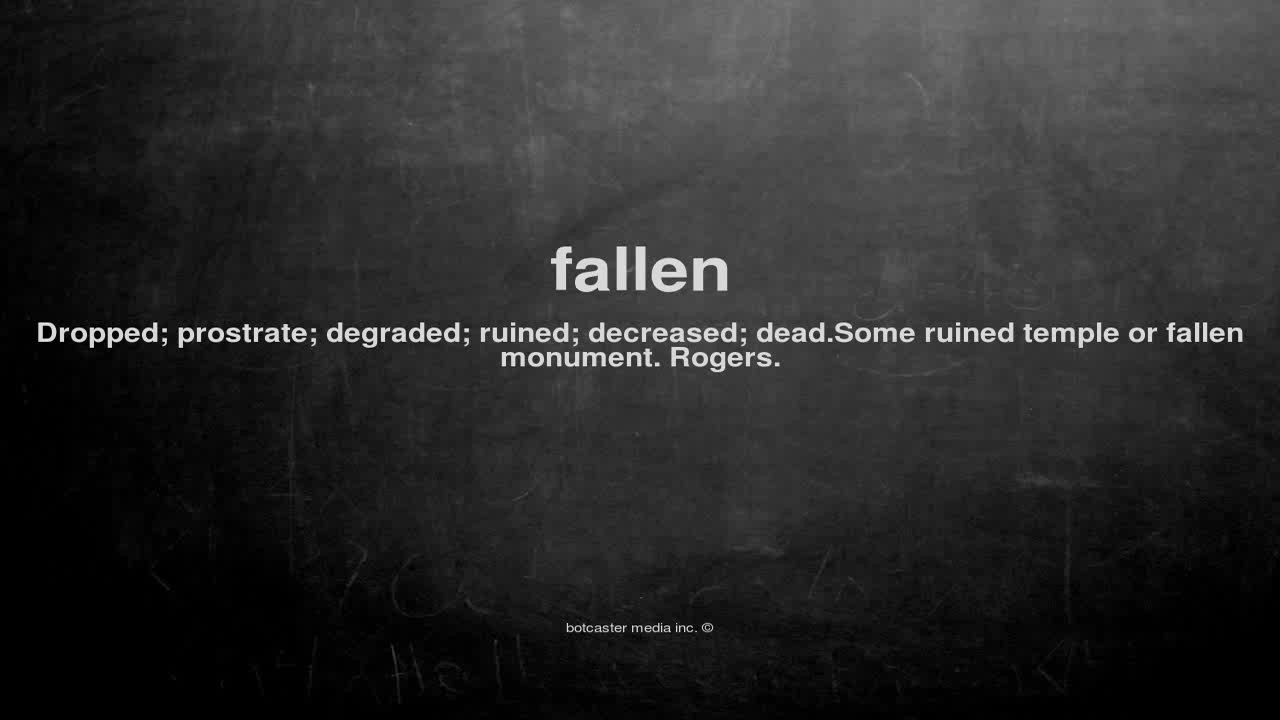 fallen
Dropped; prostrate; degraded; ruined; decreased; dead.Some ruined temple or fallen
monument. Rogers.
botcaster media inc. ©